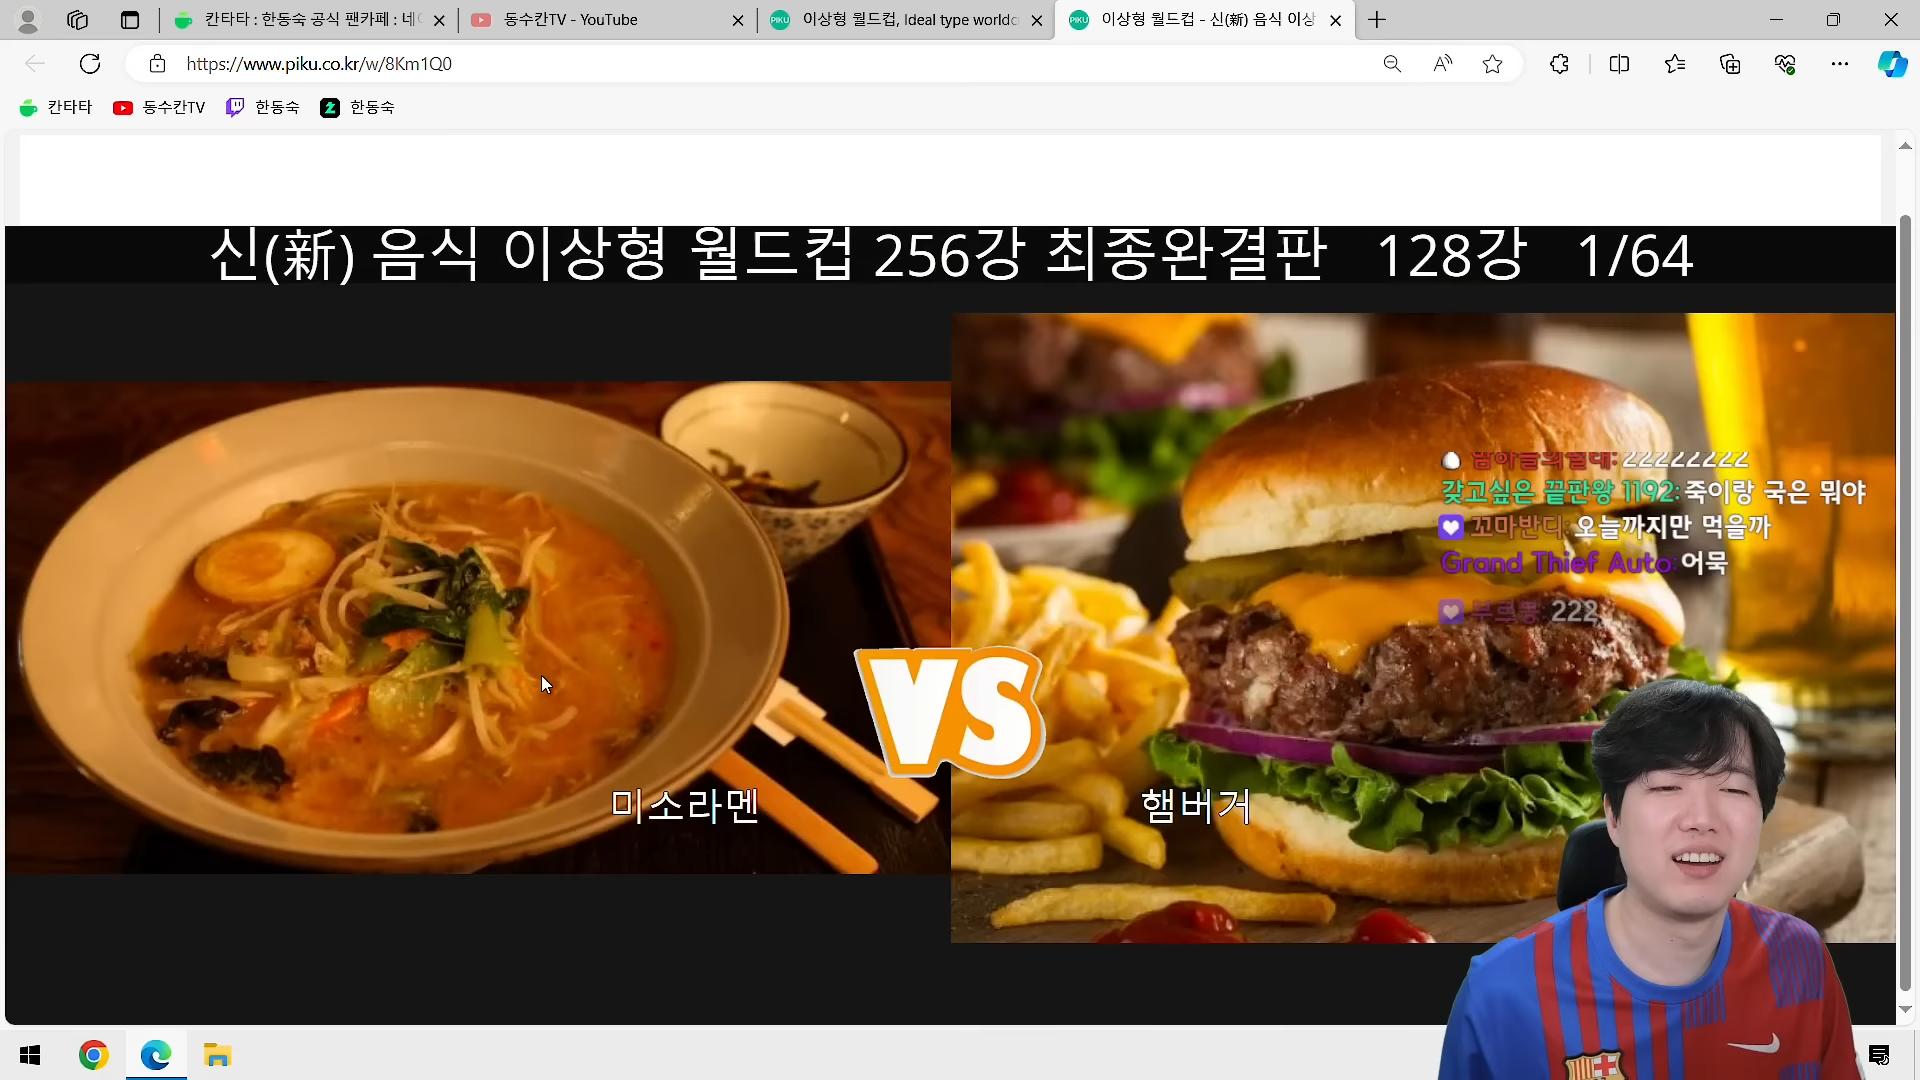 칸타타 : 한동숙 공식 팬카페 : 네
동수칸TV - YouTube
이상형 월드컵, Ideal type worldc
이상형 월드컵 - 신(新) 음식 이상
https://www.piku.co.kr/w/8Km1Q0
칸타타
동수칸TV
한동숙
한동숙
신(新) 음식 이상형 월드컵 256강 최종완결판 128강 1/64
22222222
갖고싶은 끝판왕 1192: 죽이랑 국은 뭐야
꼬마반디: 오늘까지만 먹을까
Grand Thief Auto: 어묵
222
VS
미소라멘
햄버거